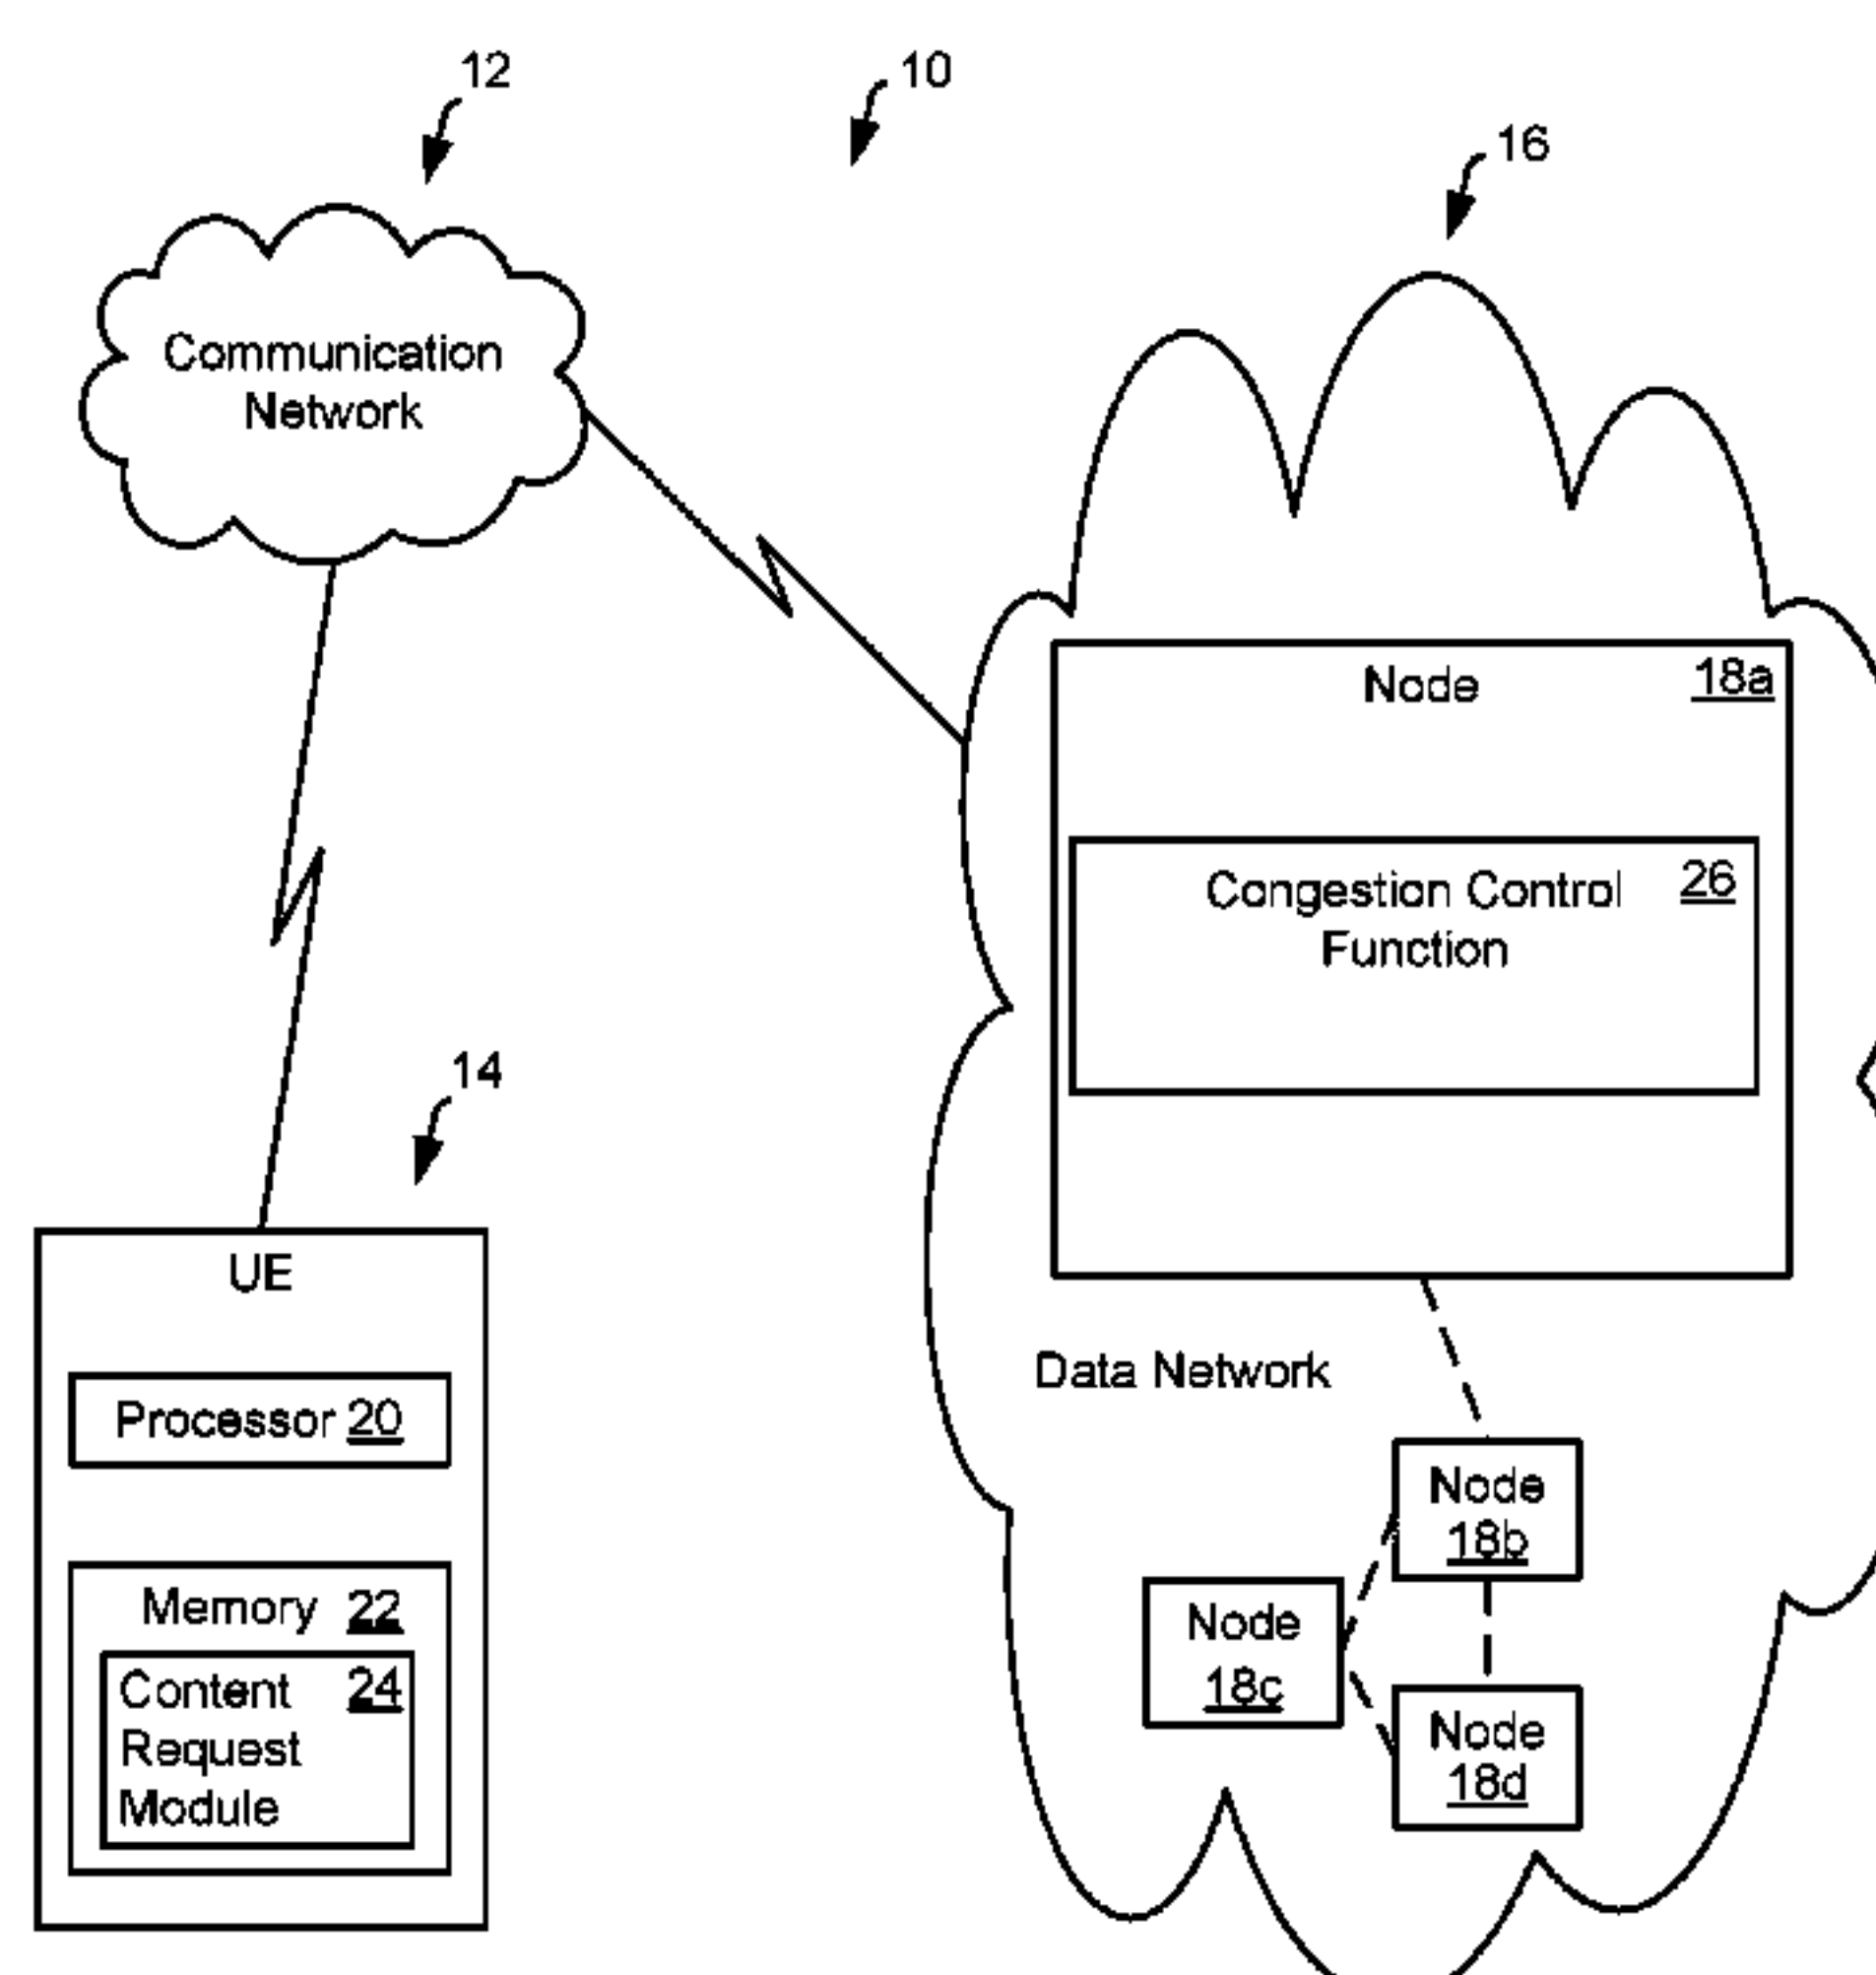 12
10
16
Communication
Network
Node 18a
Congestion Control 26
Function
14
UE
Processor 20
Memory 22
Content 24
Request
Module
Data Network
Node
18b
Node
18c
Node
18d